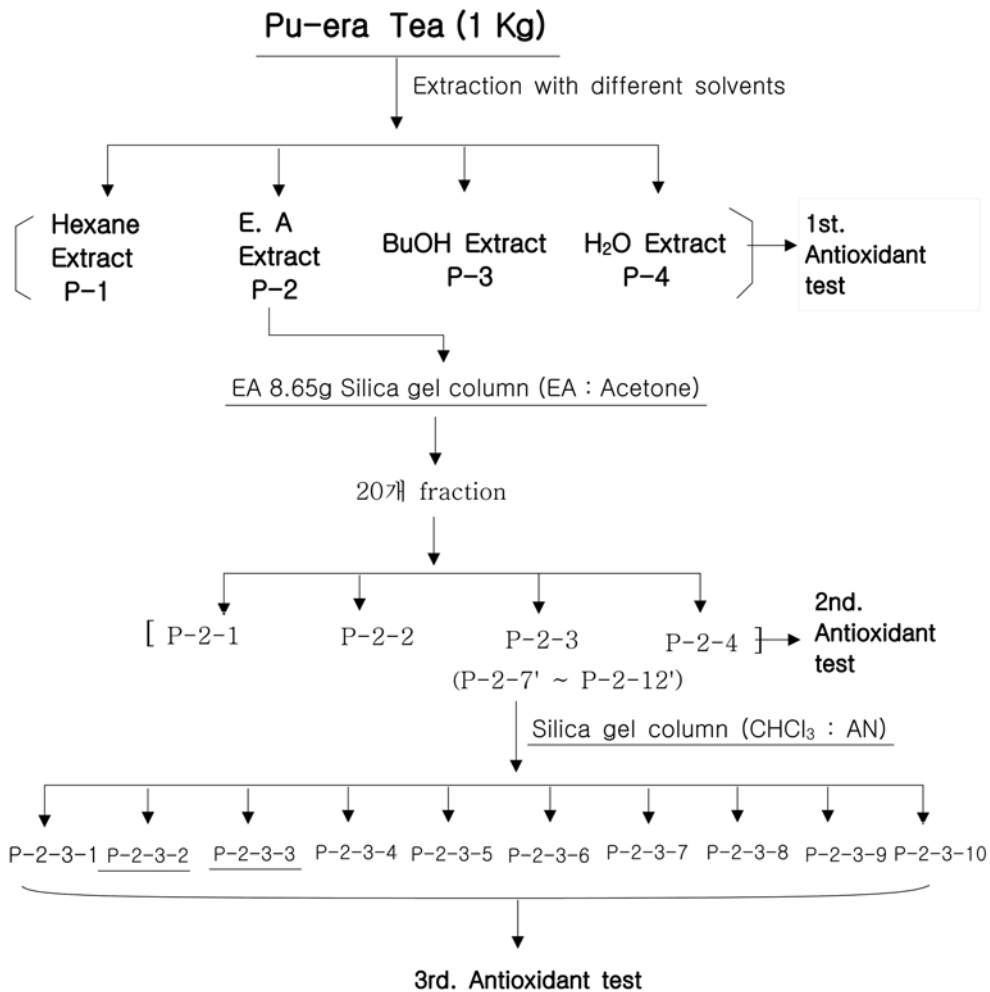 Pu-era Tea (1 Kg)
Extraction with different solvents
Hexane
Extract
P-1
E. A
Extract
P-2
BuOH Extract
P-3
H₂O Extract
P-4
1st.
Antioxidant
test
EA 8.65g Silica gel column (EA : Acetone)
20개 fraction
[ P-2-1
P-2-2
P-2-3
P-2-4 ]
(P-2-7' ~ P-2-12')
2nd.
Antioxidant
test
Silica gel column (CHCl₃ : AN)
P-2-3-1 P-2-3-2 P-2-3-3 P-2-3-4 P-2-3-5 P-2-3-6 P-2-3-7 P-2-3-8 P-2-3-9 P-2-3-10
3rd. Antioxidant test